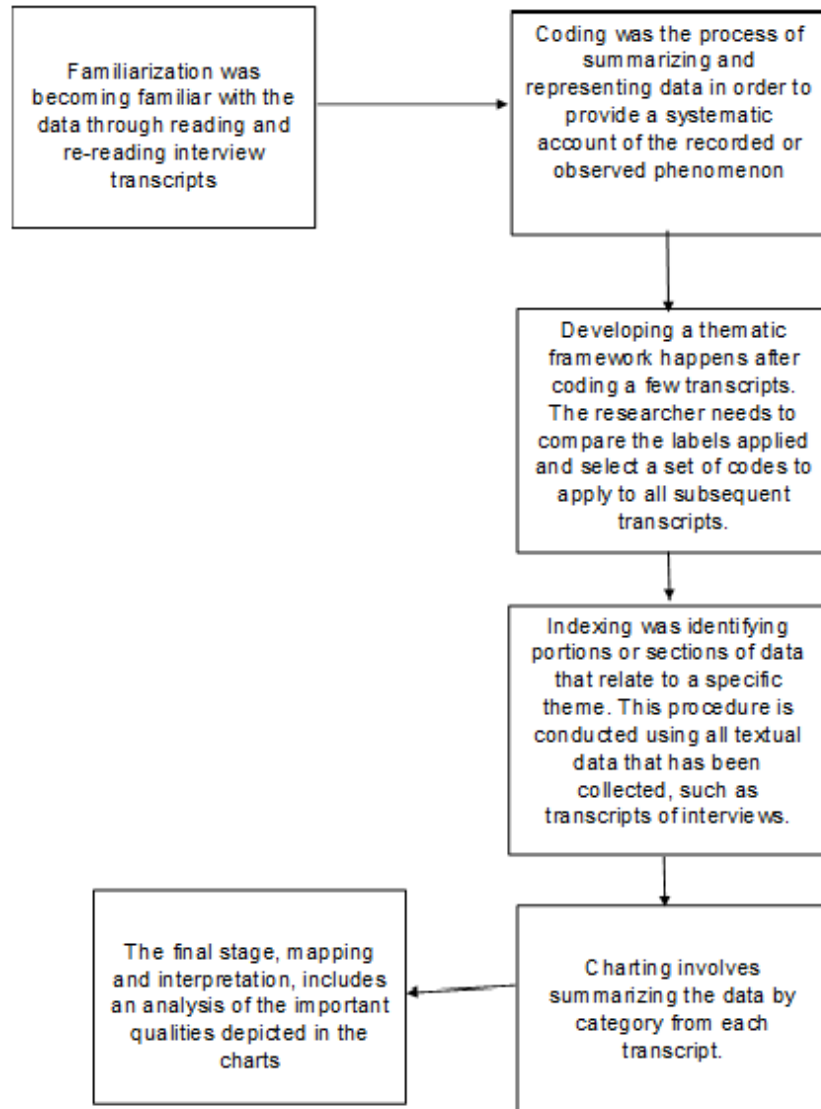 Familiarization was
becoming familiar with the
data through reading and
re-reading interview
transcripts
Coding was the process of
summarizing and
representing data in order to
provide a systematic
account of the recorded or
observed phenomenon
Developing a thematic
framework happens after
coding a few transcripts.
The researcher needs to
compare the labels applied
and select a set of codes to
apply to all subsequent
transcripts.
Indexing was identifying
portions or sections of data
that relate to a specific
theme. This procedure is
conducted using all textual
data that has been
collected, such as
transcripts of interviews.
Charting involves
summarizing the data by
category from each
transcript.
The final stage, mapping
and interpretation, includes
an analysis of the important
qualities depicted in the
charts